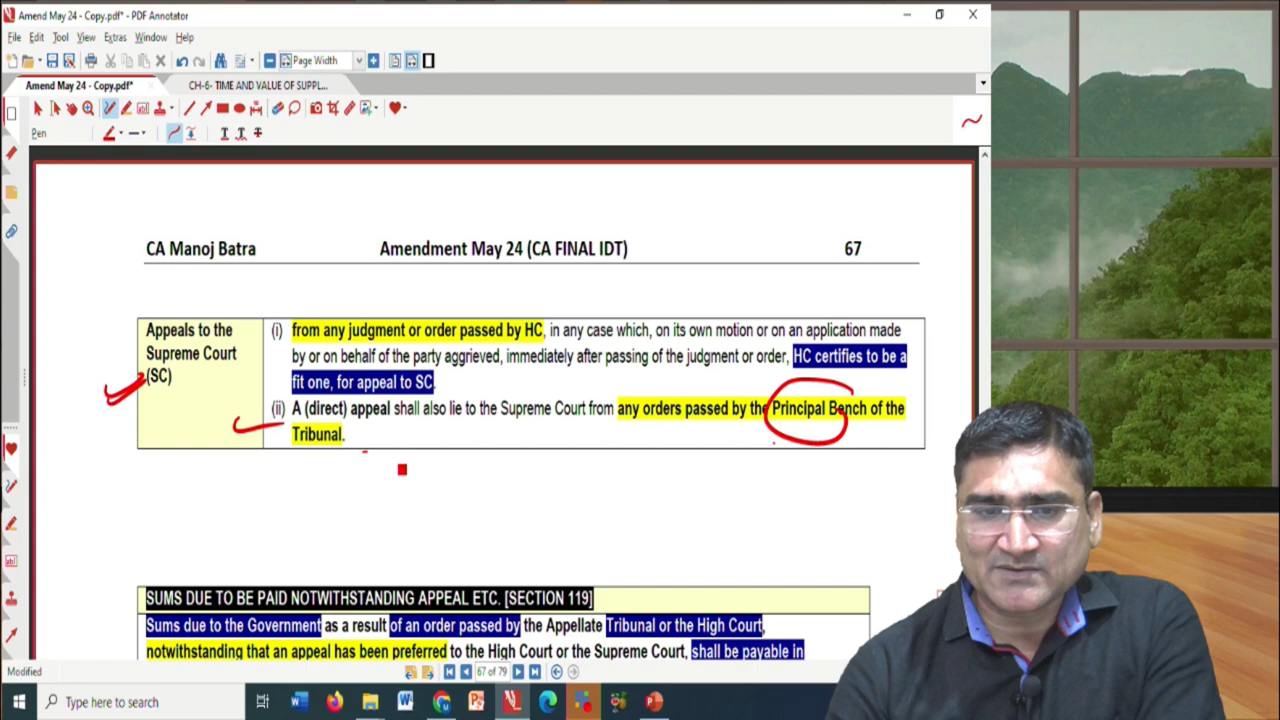 Amend May 24 - Copy.pdf* - PDF Annotator
File Edit Tool View Extras Window Help
Page Width
Amend May 24 - Copy.pdf*
CH-6- TIME AND VALUE OF SUPPL...
Pen
CA Manoj Batra Amendment May 24 (CA FINAL IDT) 67
Appeals to the
Supreme Court
(SC)
(i) from any judgment or order passed by HC, in any case which, on its own motion or on an application made
by or on behalf of the party aggrieved, immediately after passing of the judgment or order, HC certifies to be a
fit one, for appeal to SC.
(ii) A (direct) appeal shall also lie to the Supreme Court from any orders passed by the Principal Bench of the
Tribunal.
SUMS DUE TO BE PAID NOTWITHSTANDING APPEAL ETC. [SECTION 119]
Sums due to the Government as a result of an order passed by the Appellate Tribunal or the High Court,
notwithstanding that an appeal has been preferred to the High Court or the Supreme Court, shall be payable in
Modified
67 of 79
Type here to search